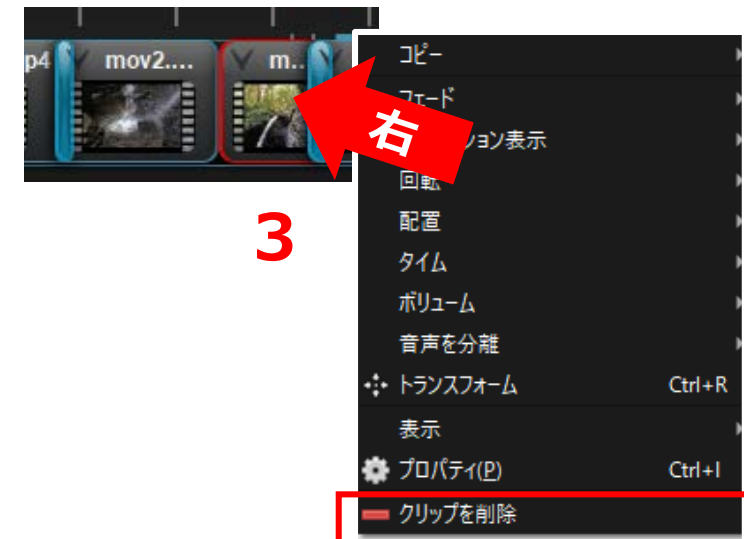 p4 mov2.... m...
右
3
コピー
フェード
ション表示
回転
配置
タイム
ボリューム
音声を分離
トランスフォーム Ctrl+R
表示
プロパティ(P) Ctrl+I
クリップを削除